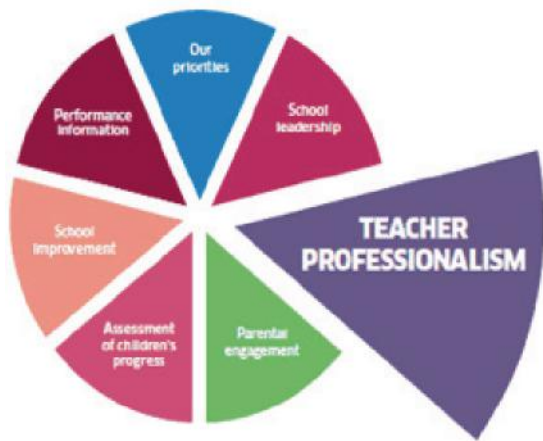 Our
priorities
School
leadership
TEACHER
PROFESSIONALISM
Parental
engagement
Assessment
of children's
progress
School
improvement
Performance
information